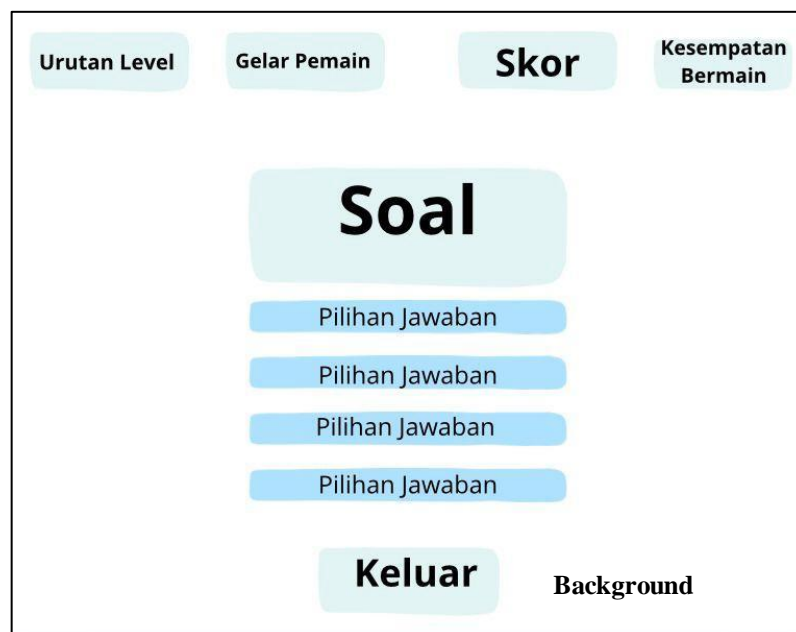 Urutan Level
Gelar Pemain
Skor
Kesempatan
Bermain
Soal
Pilihan Jawaban
Pilihan Jawaban
Pilihan Jawaban
Pilihan Jawaban
Keluar
Background